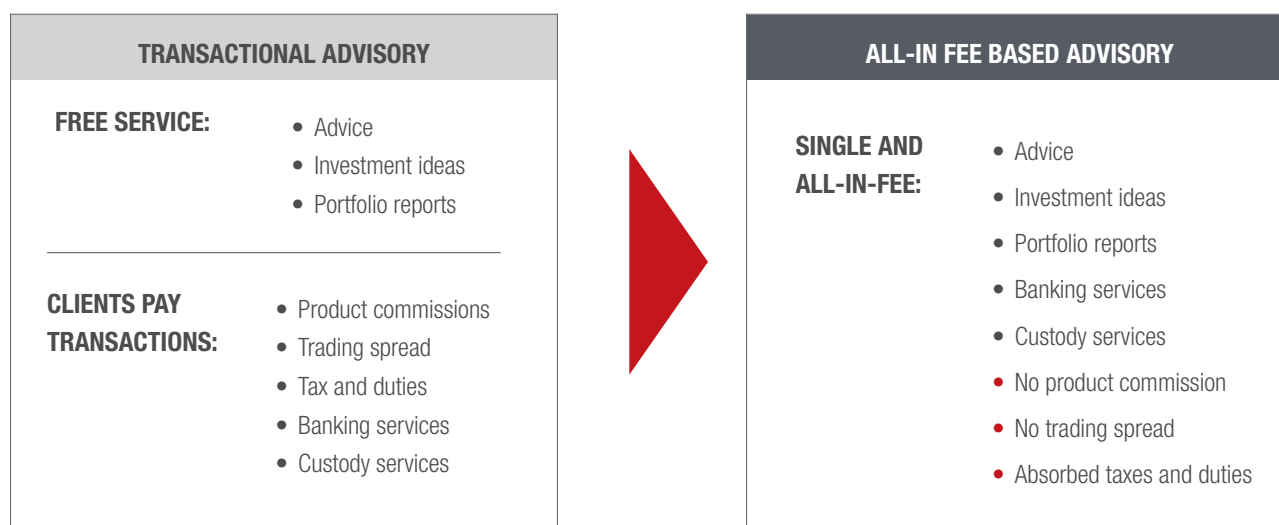 TRANSACTIONAL ADVISORY
FREE SERVICE:
• Advice
• Investment ideas
• Portfolio reports
CLIENTS PAY
TRANSACTIONS:
• Product commissions
• Trading spread
• Tax and duties
• Banking services
• Custody services
ALL-IN FEE BASED ADVISORY
SINGLE AND
ALL-IN-FEE:
• Advice
• Investment ideas
• Portfolio reports
• Banking services
• Custody services
• No product commission
• No trading spread
• Absorbed taxes and duties